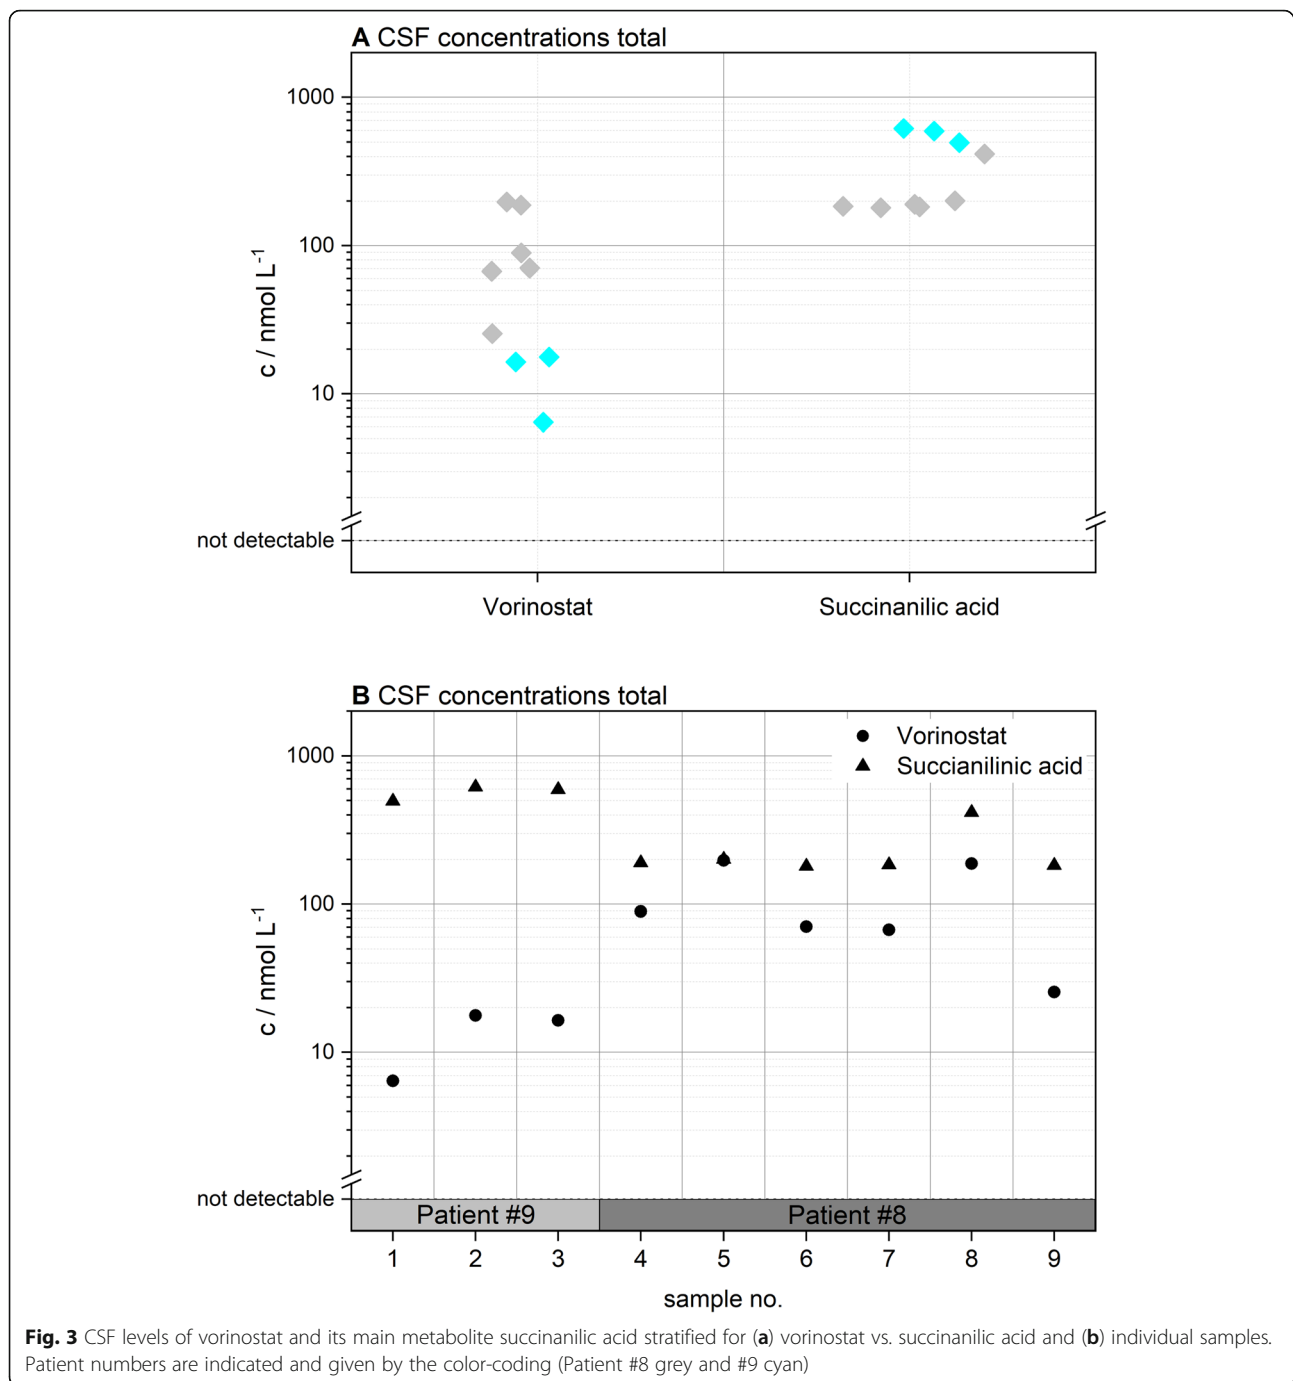 A CSF concentrations total
1000
100
10
c / nmol L⁻¹
not detectable
Vorinostat
Succinanilic acid
B CSF concentrations total
Vorinostat
Succianilinic acid
1000
100
10
c / nmol L⁻¹
not detectable
Patient #9
Patient #8
1 2 3 4 5 6 7 8 9
sample no.
Fig. 3 CSF levels of vorinostat and its main metabolite succinanilic acid stratified for (a) vorinostat vs. succinanilic acid and (b) individual samples.
Patient numbers are indicated and given by the color-coding (Patient #8 grey and #9 cyan)